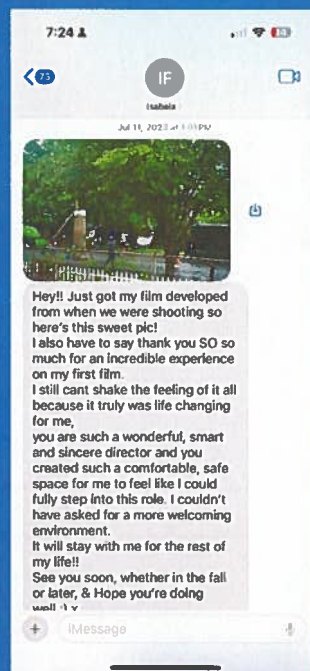 7:24
75
IF
Isabela
Jul 11, 2023 at
Hey!! Just got my film developed
from when we were shooting so
here's this sweet pic!
I also have to say thank you SO so
much for an incredible experience
on my first film.
I still cant shake the feeling of it all
because it truly was life changing
for me,
you are such a wonderful, smart
and sincere director and you
created such a comfortable, safe
space for me to feel like I could
fully step into this role. I couldn't
have asked for a more welcoming
environment.
It will stay with me for the rest of
my life!!
See you soon, whether in the fall
or later, & Hope you're doing
well :) x
iMessage